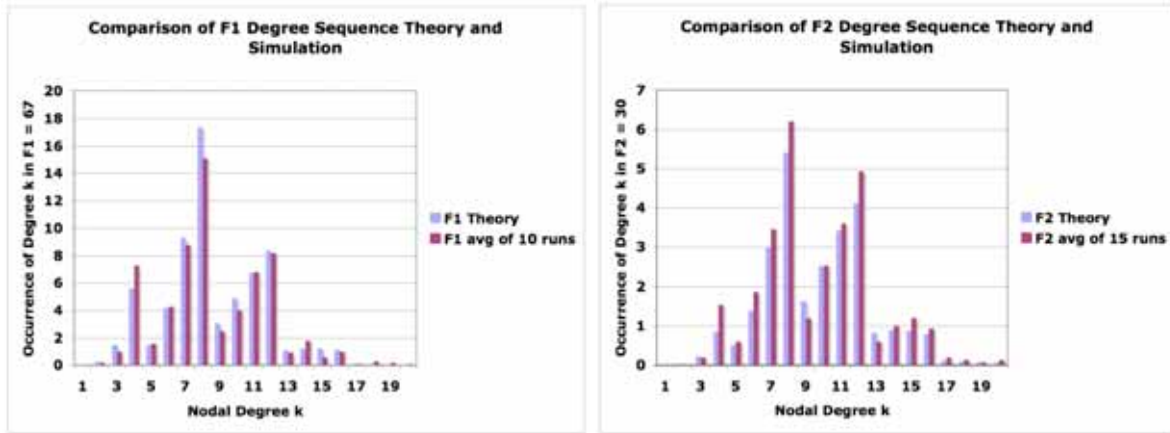 Comparison of F1 Degree Sequence Theory and
Simulation
Occurrence of Degree k in F1 = 67
20
18
16
14
12
10
8
6
4
2
0
1 3 5 7 9 11 13 15 17 19
Nodal Degree k
F1 Theory
F1 avg of 10 runs
Comparison of F2 Degree Sequence Theory and
Simulation
Occurrence of Degree k in F2 = 30
7
6
5
4
3
2
1
0
1 3 5 7 9 11 13 15 17 19
Nodal Degree k
F2 Theory
F2 avg of 15 runs